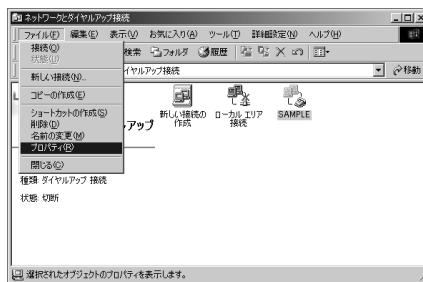 ネットワークとダイヤルアップ接続
ファイル(F) 編集(E) 表示(V) お気に入り(A) ツール(T) 詳細設定(N) ヘルプ(H)
接続(O)
状態(U)
新しい接続(N)...
コピーの作成(E)
ショートカットの作成(S)
削除(D)
名前の変更(M)
プロパティ(R)
閉じる(C)
検索 フォルダ 履歴
イヤルアップ接続
移動
アップ
新しい接続の作成
ローカル エリア接続
SAMPLE
種類: ダイヤルアップ 接続
状態: 切断
選択されたオブジェクトのプロパティを表示します。